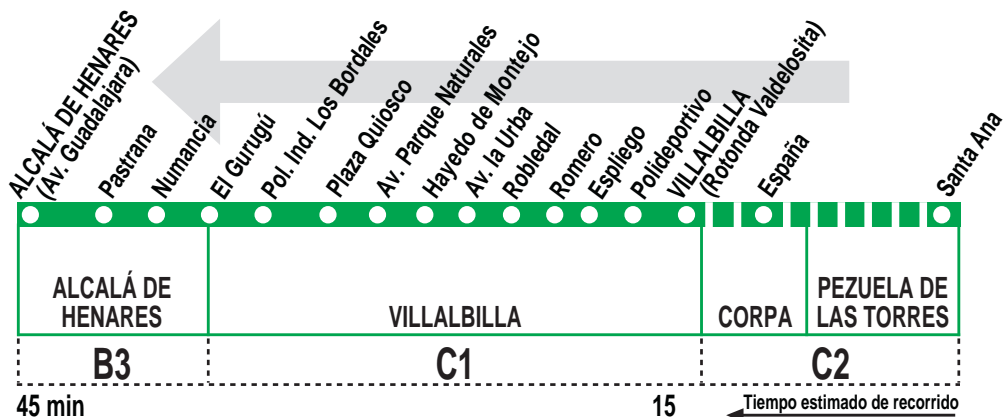 ALCALÁ DE HENARES
(Av. Guadalajara)
Pastrana
Numancia
El Gurugú
Pol. Ind. Los Bordales
Plaza Quiosco
Av. Parque Naturales
Hayedo de Montejo
Av. la Urba
Robledal
Romero
Espliego
Polideportivo
VILLALBILLA
(Rotonda Valdelosita)
España
Santa Ana
ALCALÁ DE
HENARES
VILLALBILLA
CORPA
PEZUELA DE
LAS TORRES
B3
C1
C2
45 min
15
Tiempo estimado de recorrido